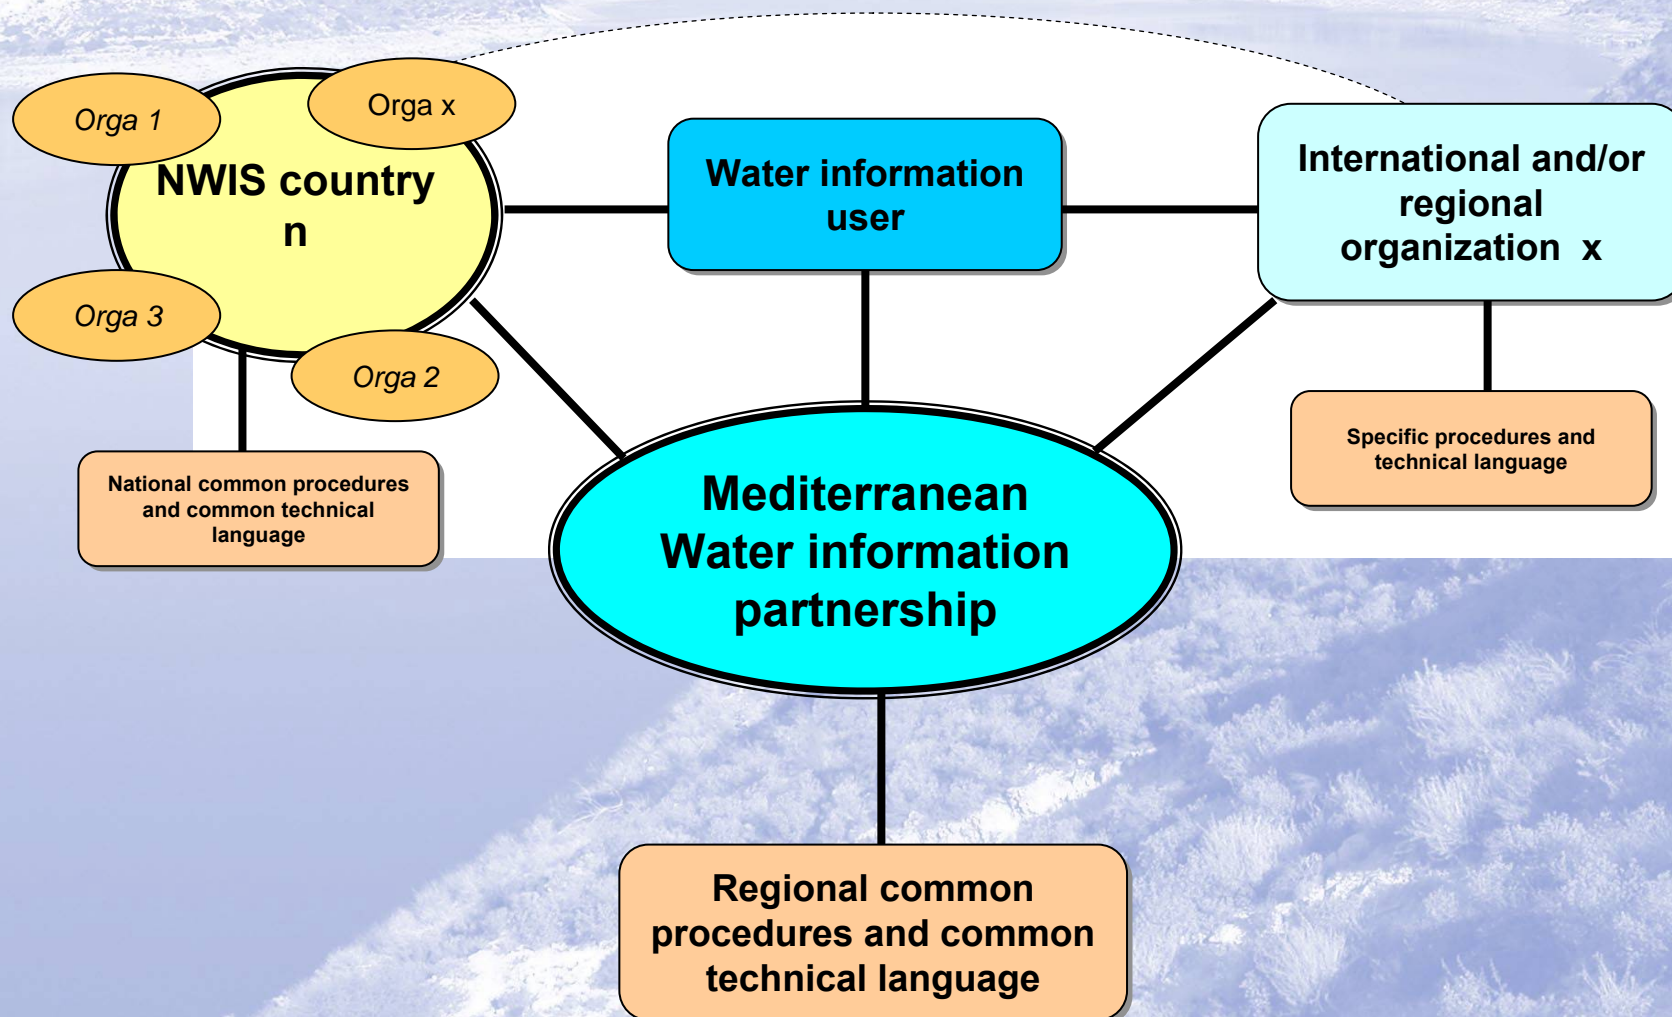 Orga 1
Orga x
NWIS country
n
Orga 3
Orga 2
National common procedures
and common technical
language
Water information
user
International and/or
regional
organization  x
Specific procedures and
technical language
Mediterranean
Water information
partnership
Regional common
procedures and common
technical language